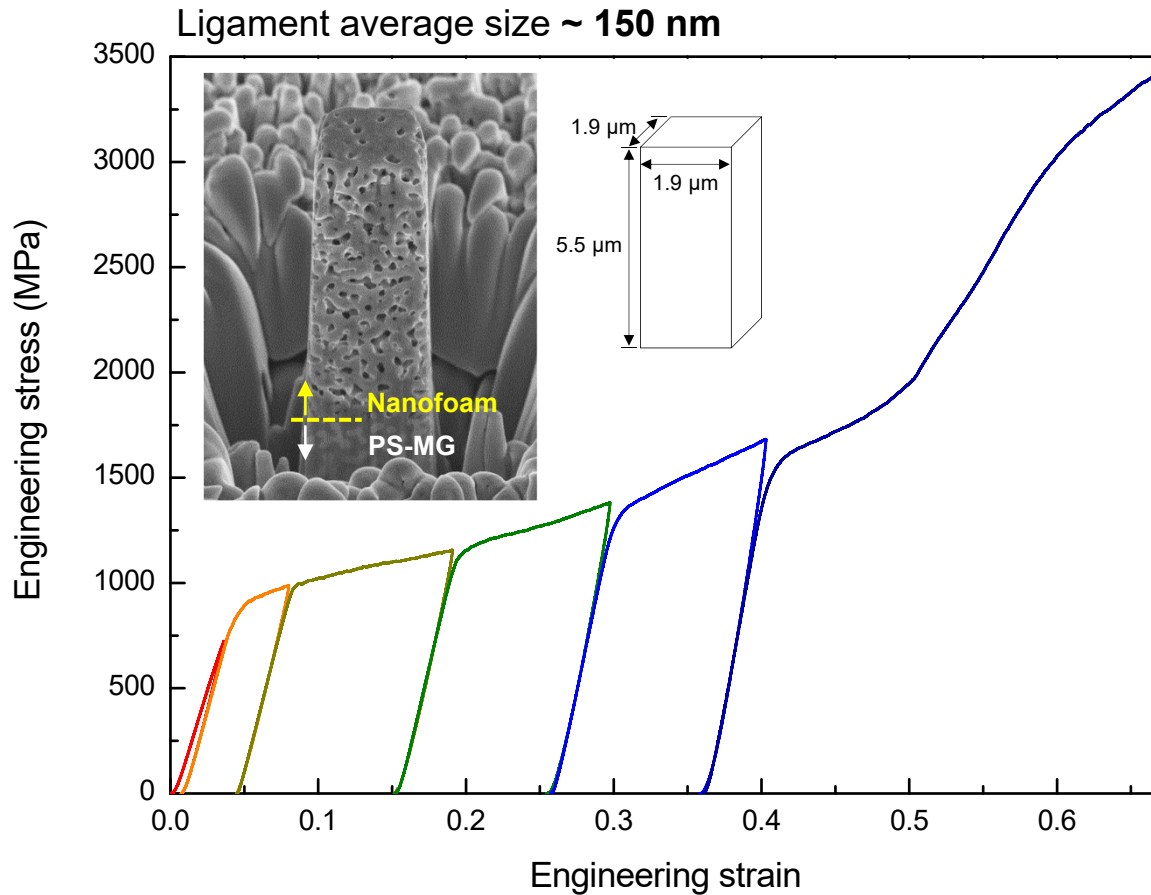 Ligament average size ~ 150 nm
3500
3000
2500
2000
1500
1000
500
0
Engineering stress (MPa)
1.9 µm
1.9 µm
5.5 µm
Nanofoam
PS-MG
0.0 0.1 0.2 0.3 0.4 0.5 0.6
Engineering strain